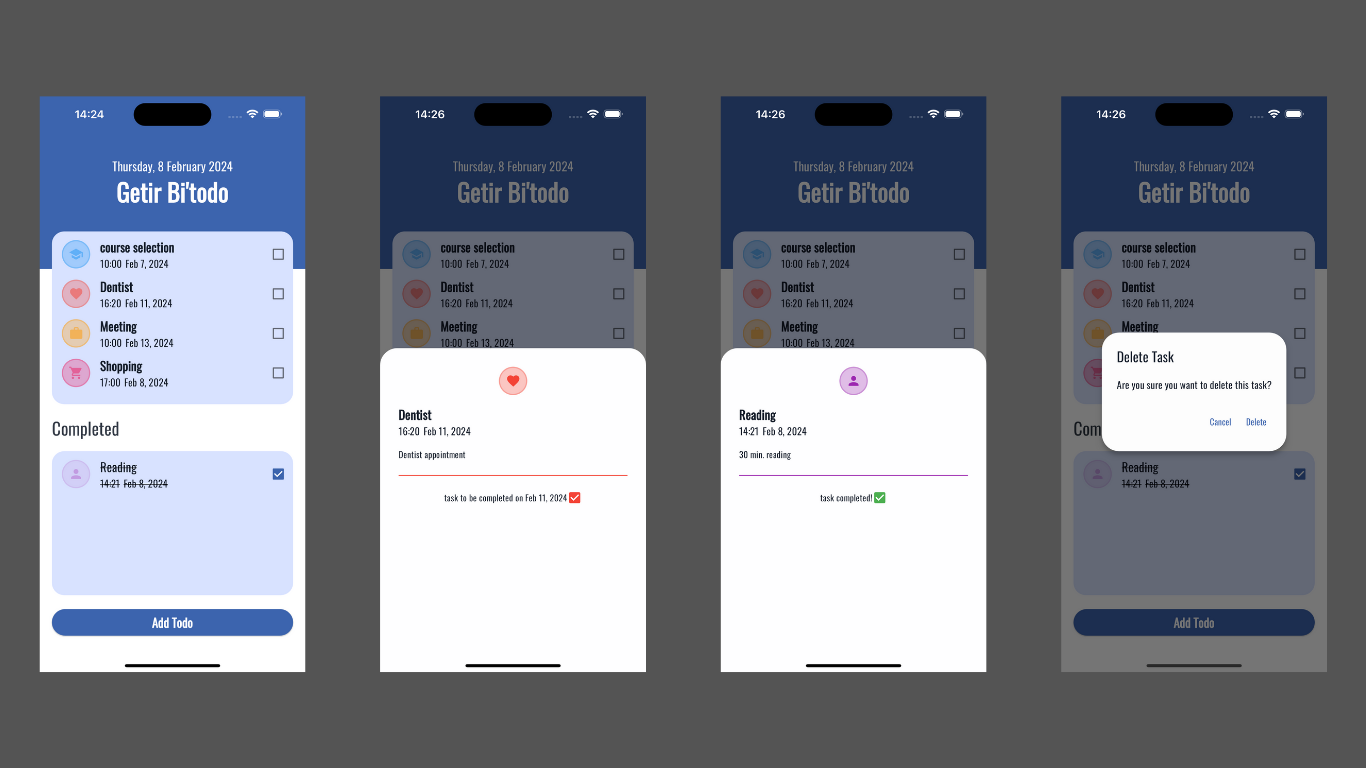 14:24
Thursday, 8 February 2024
Getir Bi'todo
course selection
10:00 Feb 7, 2024
Dentist
16:20 Feb 11, 2024
Meeting
10:00 Feb 13, 2024
Shopping
17:00 Feb 8, 2024
Completed
Reading
14:21 Feb 8, 2024
Add Todo
14:26
Thursday, 8 February 2024
Getir Bi'todo
course selection
10:00 Feb 7, 2024
Dentist
16:20 Feb 11, 2024
Meeting
10:00 Feb 13, 2024
Dentist
16:20 Feb 11, 2024
Dentist appointment
task to be completed on Feb 11, 2024
14:26
Thursday, 8 February 2024
Getir Bi'todo
course selection
10:00 Feb 7, 2024
Dentist
16:20 Feb 11, 2024
Meeting
10:00 Feb 13, 2024
Reading
14:21 Feb 8, 2024
30 min. reading
task completed!
14:26
Thursday, 8 February 2024
Getir Bi'todo
course selection
10:00 Feb 7, 2024
Dentist
16:20 Feb 11, 2024
Meeting
Delete Task
Are you sure you want to delete this task?
Cancel Delete
Com
Reading
14:21 Feb 8, 2024
Add Todo